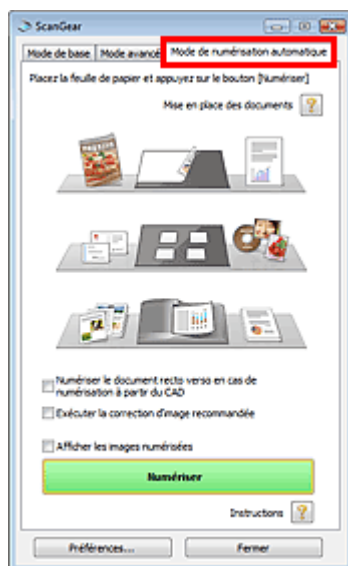 ScanGear
Mode de base Mode avancé Mode de numérisation automatique
Placez la feuille de papier et appuyez sur le bouton [Numériser]
Mise en place des documents ?
Numériser le document recto verso en cas de
numérisation à partir du CAD
Exécuter la correction d'image recommandée
Afficher les images numérisées
Numériser
Instructions ?
Préférences... Fermer